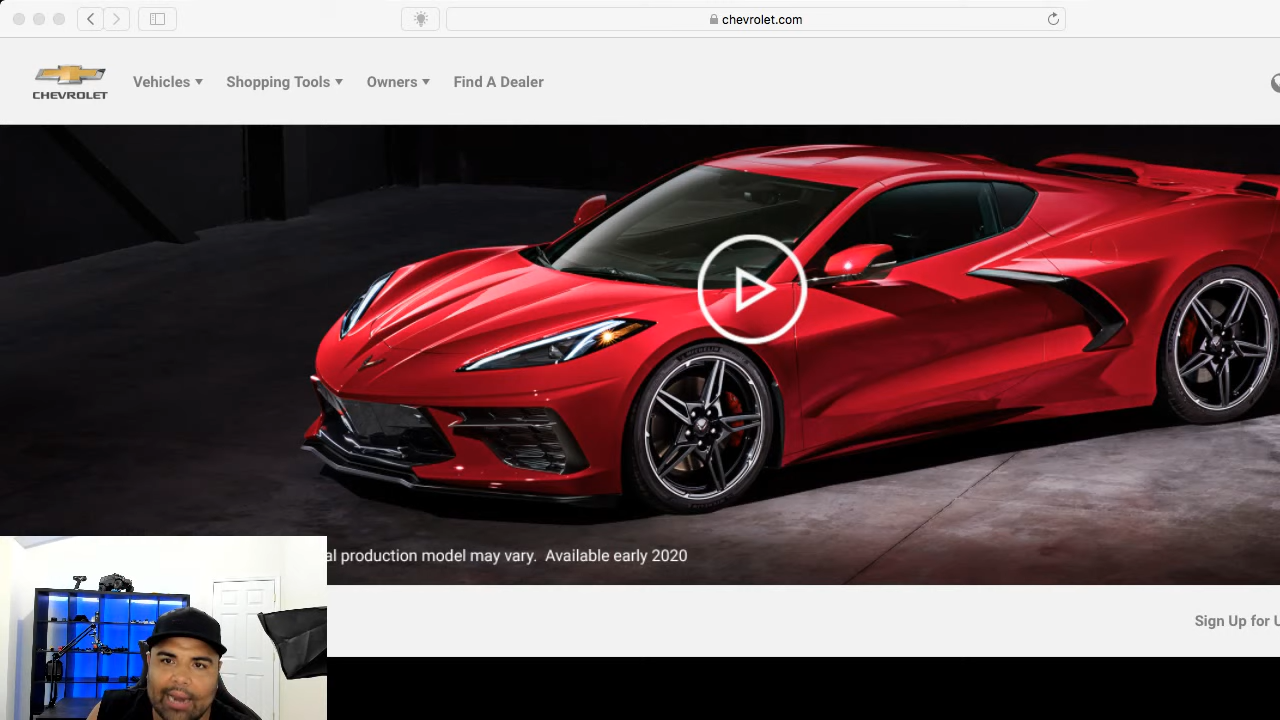 chevrolet.com
CHEVROLET
Vehicles
Shopping Tools
Owners
Find A Dealer
al production model may vary. Available early 2020
Sign Up for U